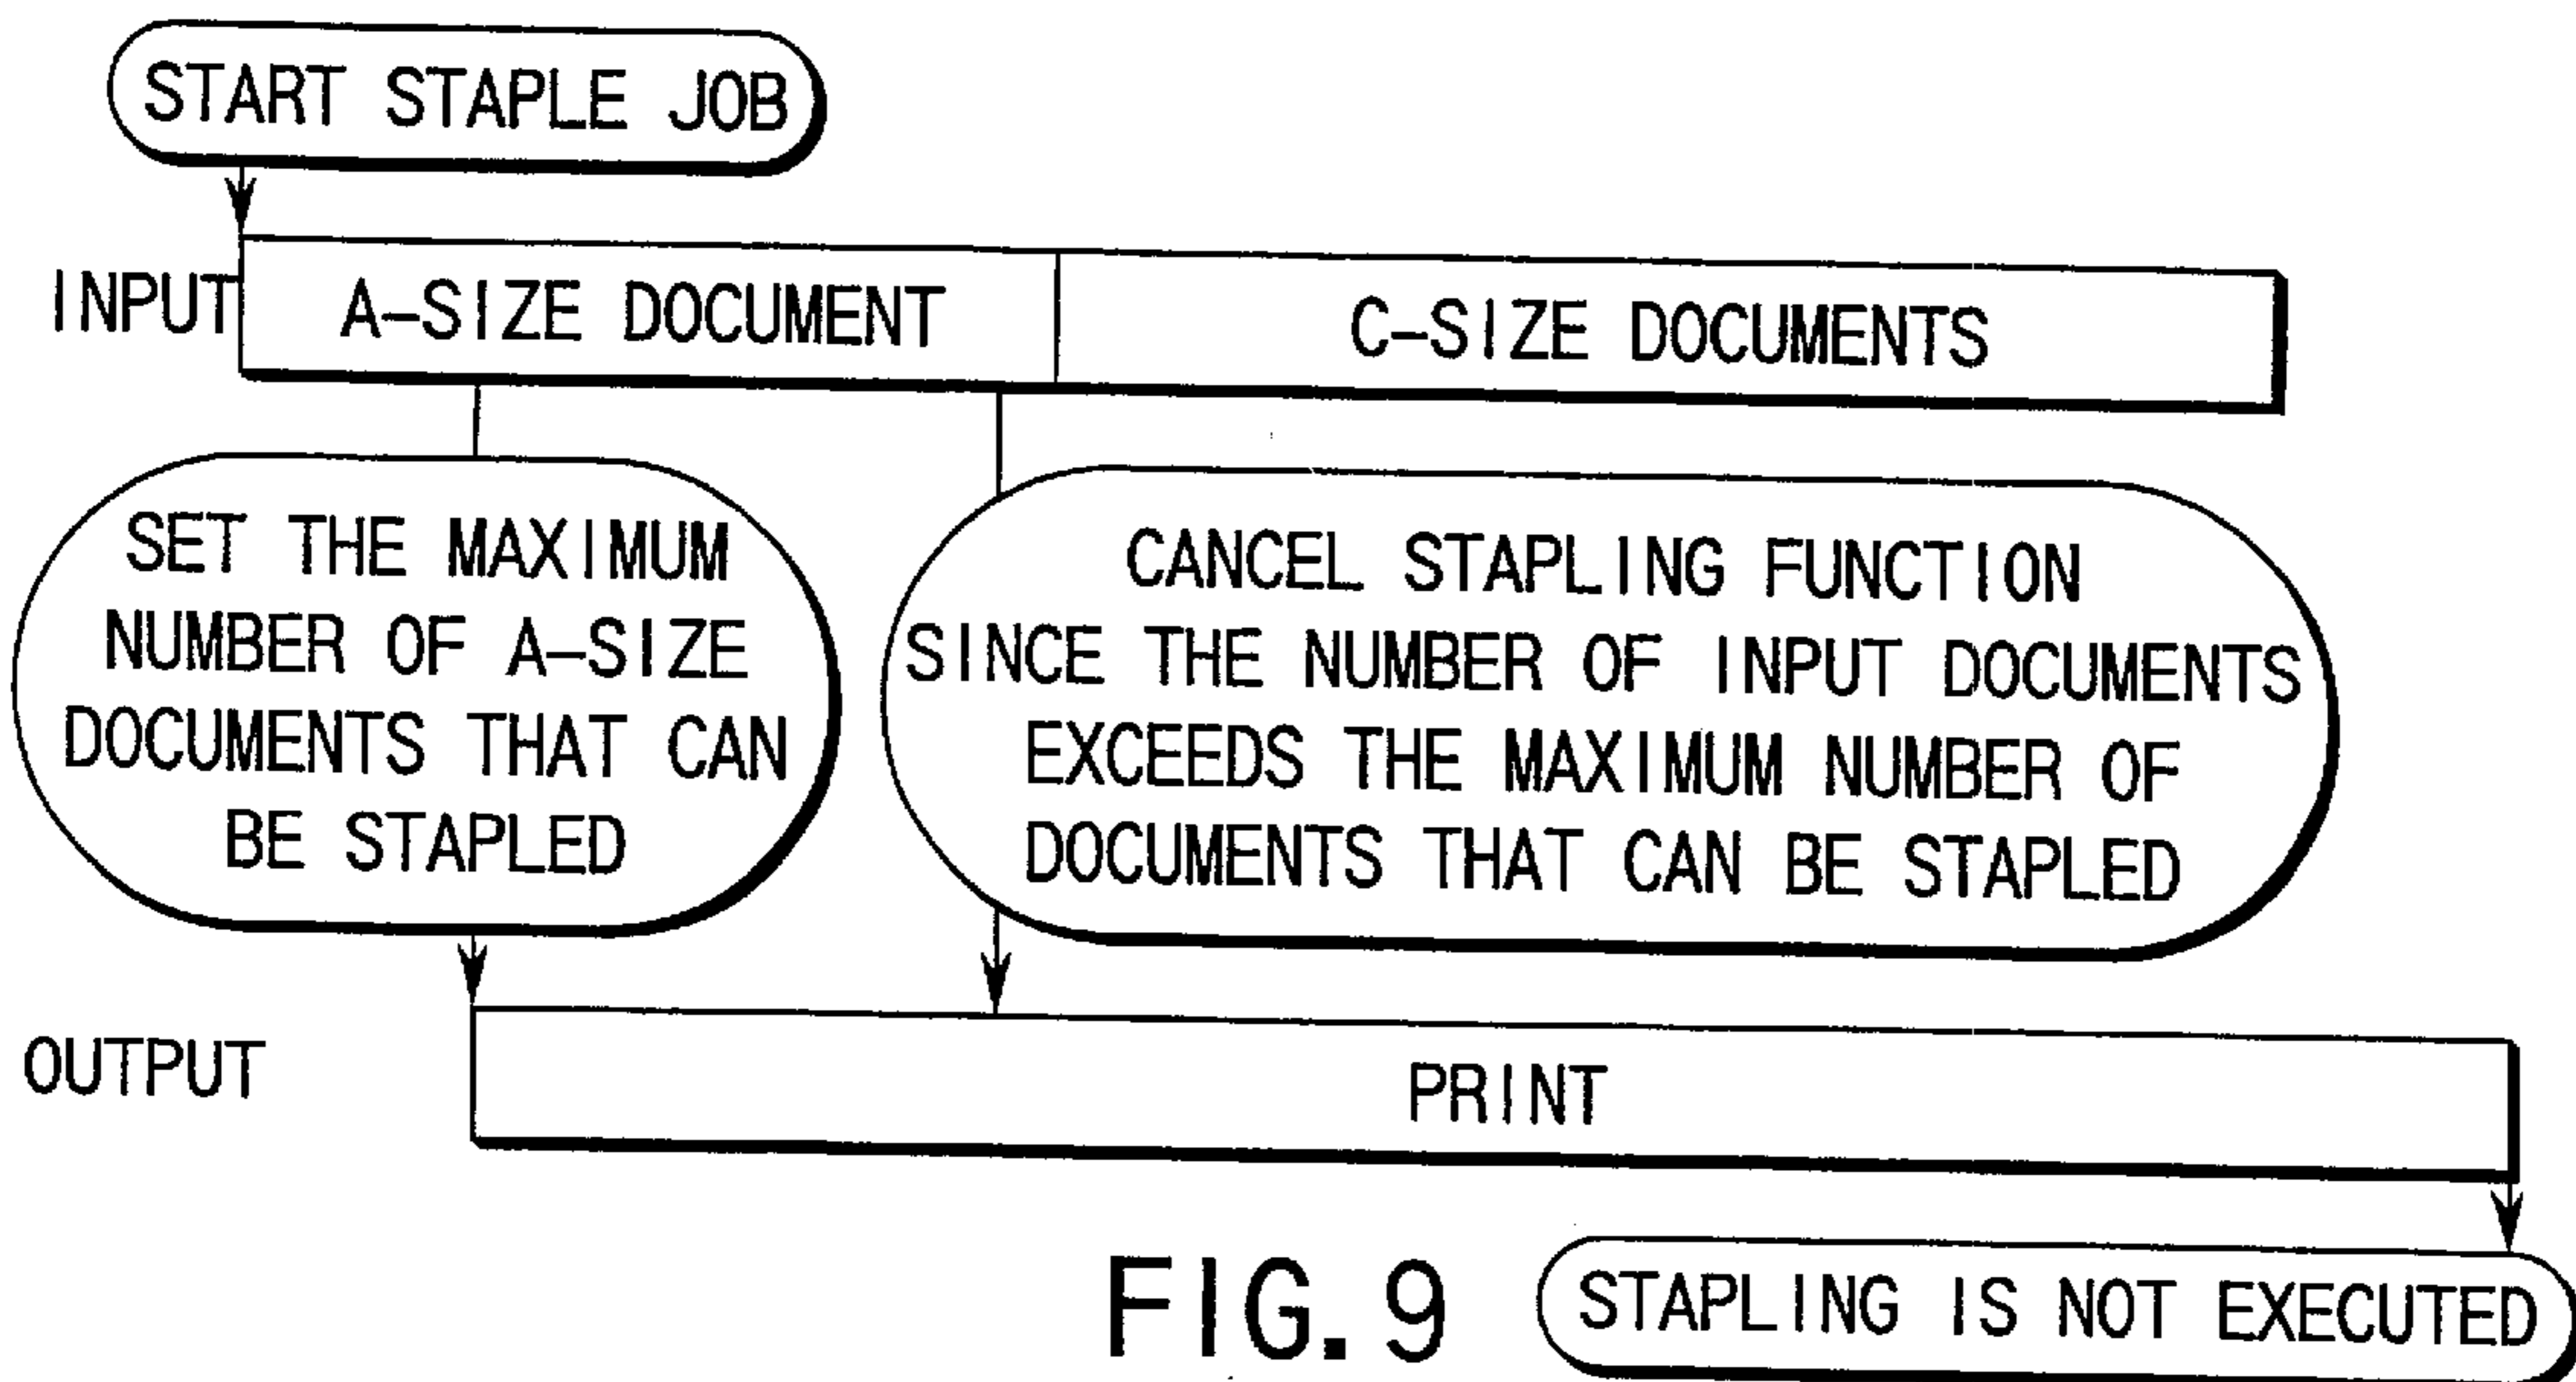 START STAPLE JOB
INPUT
A-SIZE DOCUMENT
C-SIZE DOCUMENTS
SET THE MAXIMUM
NUMBER OF A-SIZE
DOCUMENTS THAT CAN
BE STAPLED
CANCEL STAPLING FUNCTION
SINCE THE NUMBER OF INPUT DOCUMENTS
EXCEEDS THE MAXIMUM NUMBER OF
DOCUMENTS THAT CAN BE STAPLED
OUTPUT
PRINT
FIG. 9
STAPLING IS NOT EXECUTED